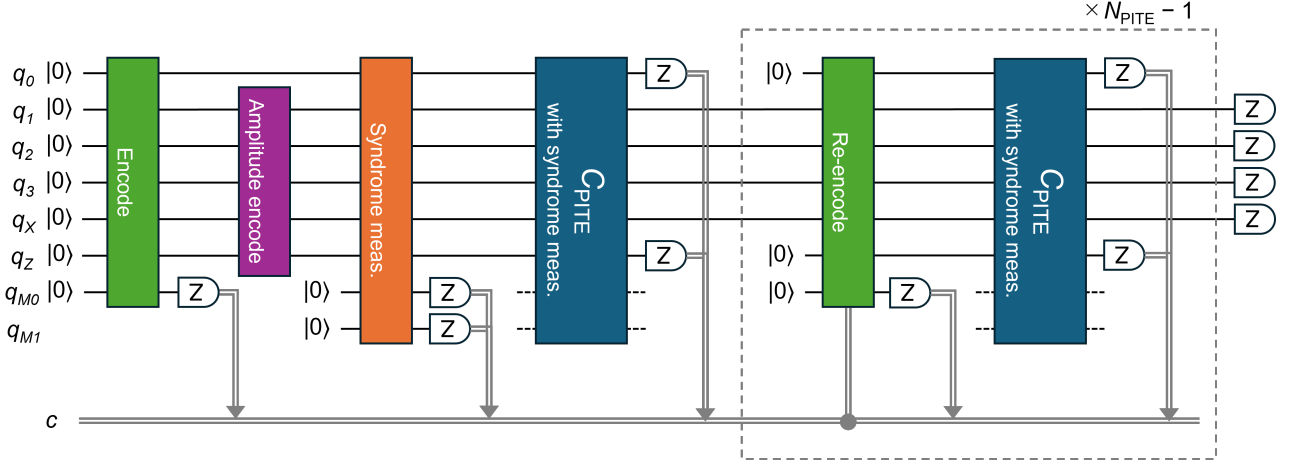 × N_PITE − 1
q_0 |0⟩ Z |0⟩ Z
q_1 |0⟩ Z
q_2 |0⟩ Z
q_3 |0⟩ Z
q_X |0⟩ Z
q_Z |0⟩ Z |0⟩ Z
q_M0 |0⟩ Z |0⟩ Z |0⟩ Z
q_M1 |0⟩ Z
Encode
Amplitude encode
Syndrome meas.
C_PITE
with syndrome meas.
Re-encode
C_PITE
with syndrome meas.
c